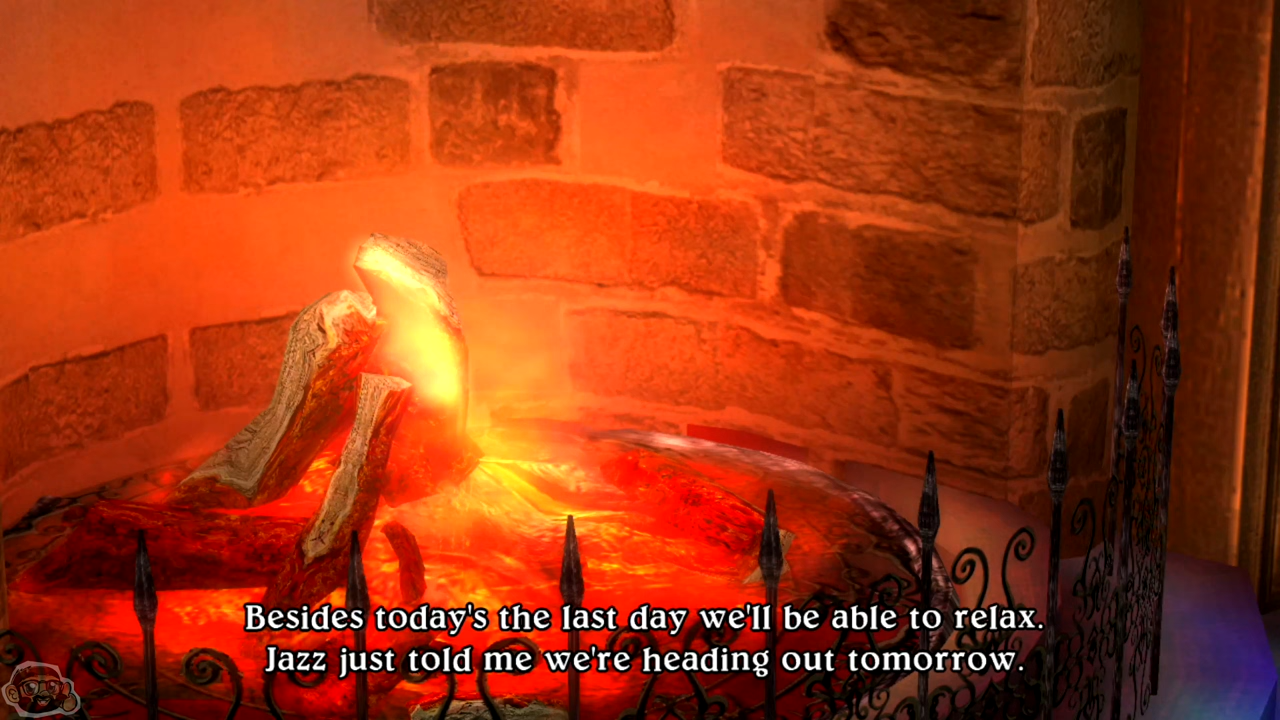 Besides today's the last day we'll be able to relax.
Jazz just told me we're heading out tomorrow.